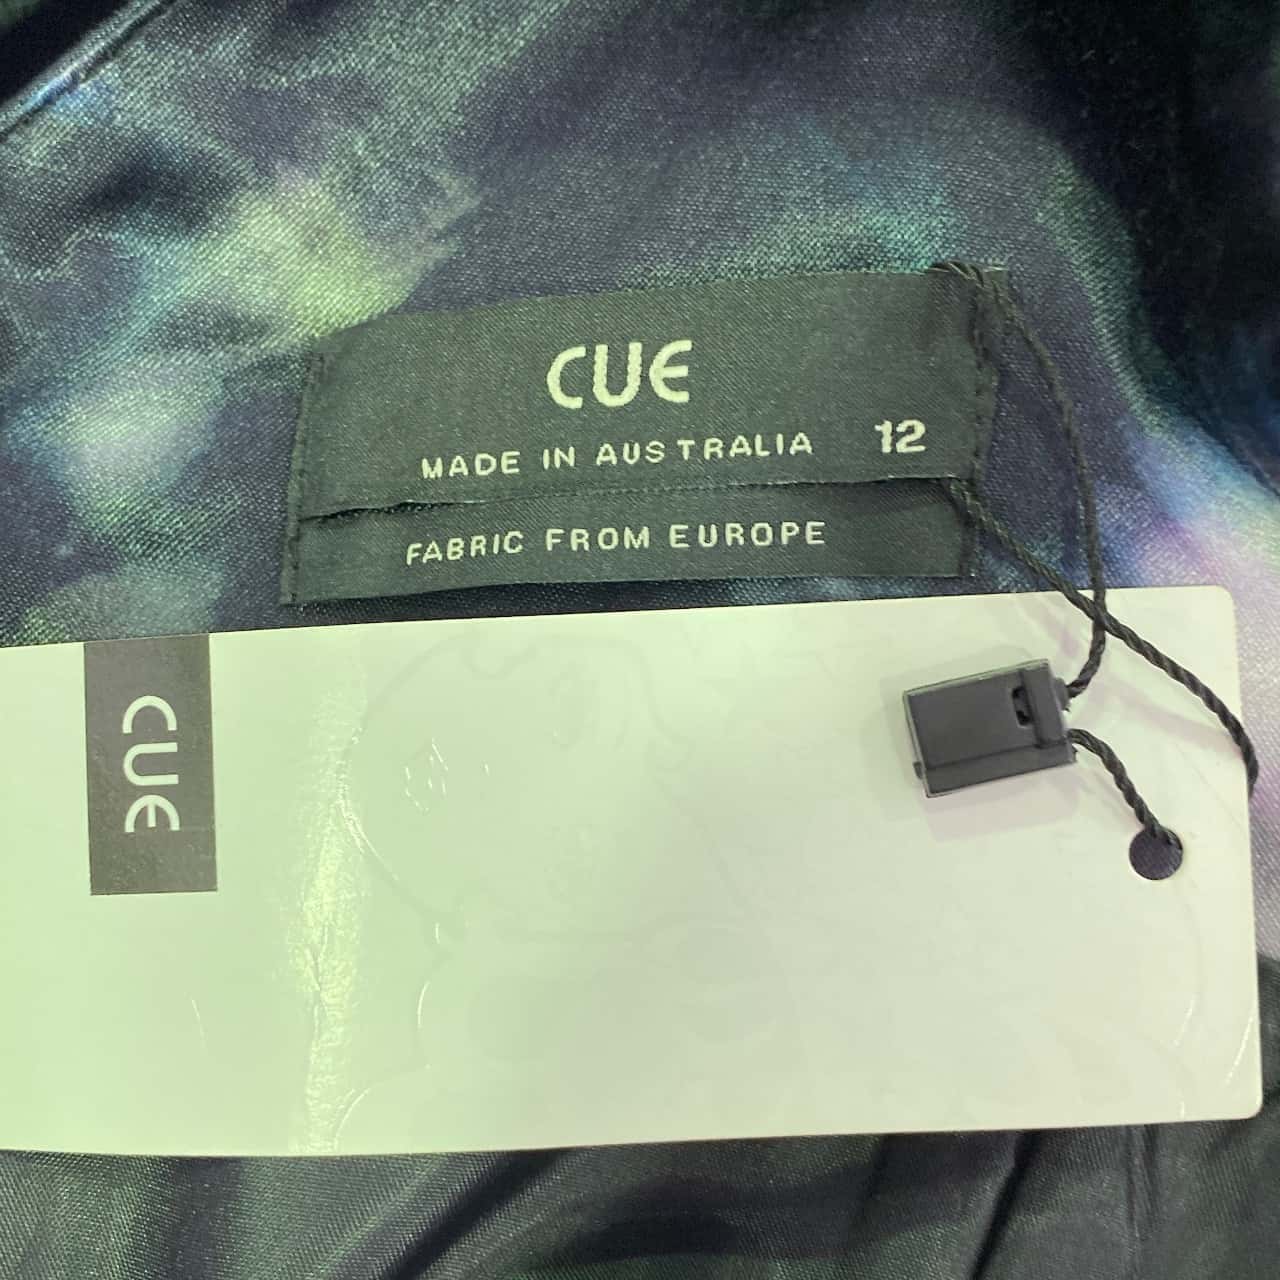 CUE
MADE IN AUSTRALIA 12
FABRIC FROM EUROPE
CUE